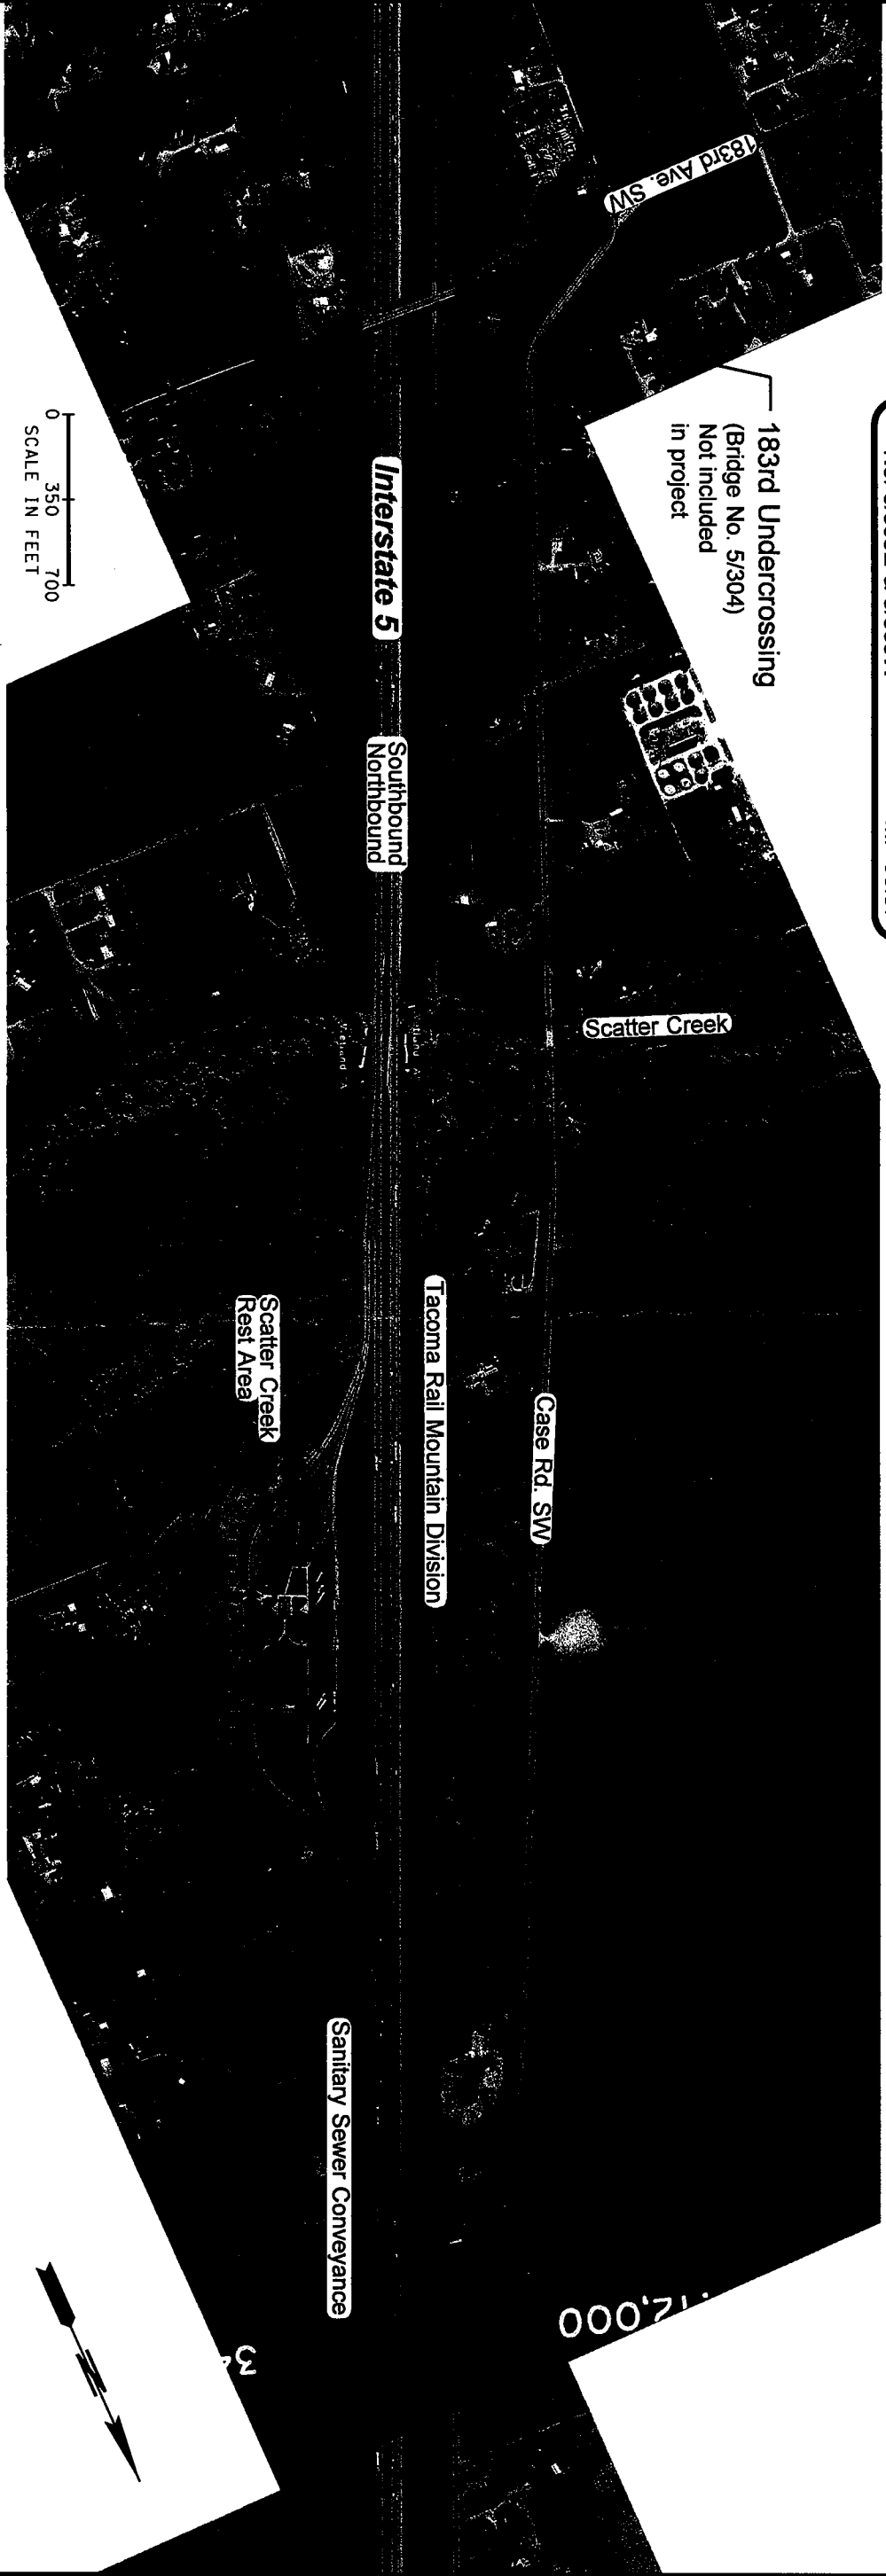 183rd Ave. SW
183rd Undercrossing
(Bridge No. 5/304)
Not included
in project
0 350 700
SCALE IN FEET
Interstate 5
Southbound
Northbound
Scatter Creek
Scatter Creek
Rest Area
Tacoma Rail Mountain Division
Case Rd. SW
Sanitary Sewer Conveyance
12,000
N